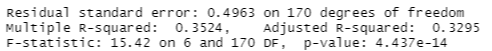 Residual standard error: 0.4963 on 170 degrees of freedom
Multiple R-squared:  0.3524,    Adjusted R-squared:  0.3295
F-statistic: 15.42 on 6 and 170 DF,  p-value: 4.437e-14